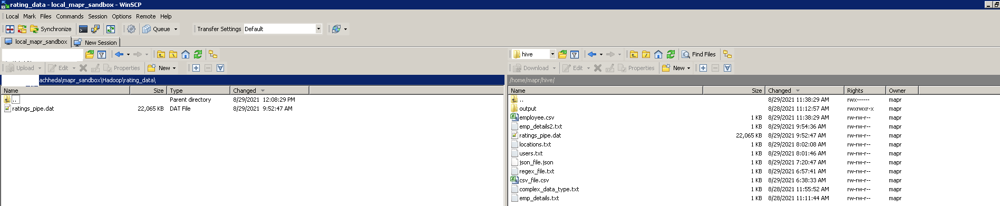 rating_data - local_mapr_sandbox - WinSCP
Local Mark Files Commands Session Options Remote Help
Synchronize Queue Transfer Settings Default
local_mapr_sandbox New Session
hive Find Files
Upload Edit Properties New Download Edit Properties New
achheda\mapr_sandbox\Hadoop\rating_data\ /home/mapr/hive/
Name Size Type Changed Name Size Changed Rights Owner
.. Parent directory 8/29/2021 12:08:29 PM .. 8/29/2021 11:38:29 AM rwx------ mapr
ratings_pipe.dat 22,065 KB DAT File 8/29/2021 9:52:47 AM output 8/28/2021 11:12:57 AM rwxrwxr-x mapr
employee.csv 1 KB 8/29/2021 11:38:29 AM rw-rw-r-- mapr
emp_details2.txt 1 KB 8/29/2021 9:54:36 AM rw-rw-r-- mapr
ratings_pipe.dat 22,065 KB 8/29/2021 9:52:47 AM rw-rw-r-- mapr
locations.txt 1 KB 8/29/2021 8:02:08 AM rw-rw-r-- mapr
users.txt 1 KB 8/29/2021 8:01:46 AM rw-rw-r-- mapr
json_file.json 1 KB 8/29/2021 7:20:47 AM rw-rw-r-- mapr
regex_file.txt 1 KB 8/29/2021 6:57:41 AM rw-rw-r-- mapr
csv_file.csv 1 KB 8/29/2021 6:38:33 AM rw-rw-r-- mapr
complex_data_type.txt 1 KB 8/28/2021 11:55:52 AM rw-rw-r-- mapr
emp_details.txt 1 KB 8/28/2021 11:11:44 AM rw-rw-r-- mapr